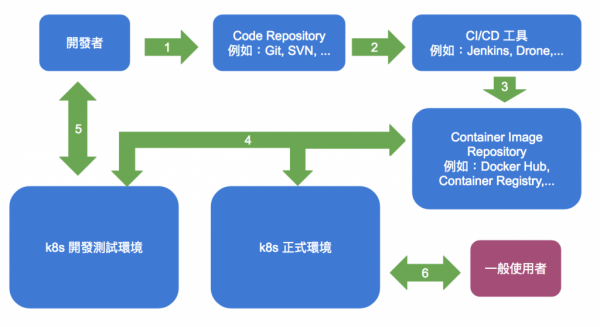 開發者
1
Code Repository
例如：Git, SVN, ...
2
CI/CD 工具
例如：Jenkins, Drone,...
3
Container Image
Repository
例如：Docker Hub,
Container Registry,...
4
5
k8s 開發測試環境
k8s 正式環境
6
一般使用者